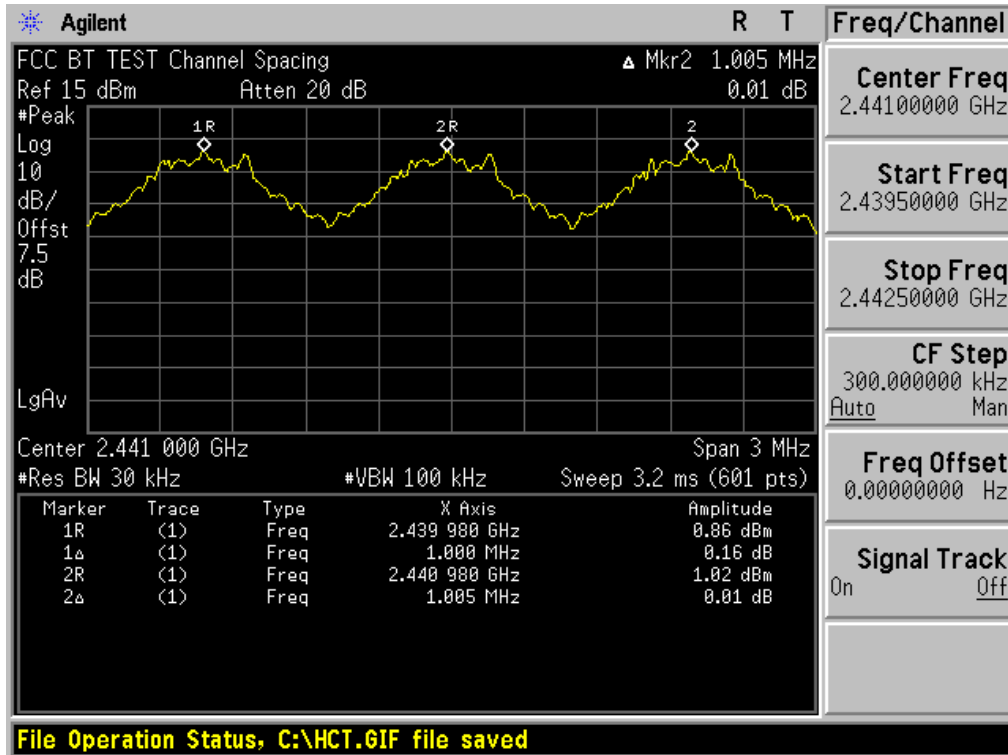 Agilent R T
FCC BT TEST Channel Spacing Δ Mkr2 1.005 MHz
Ref 15 dBm Atten 20 dB 0.01 dB
#Peak
Log
10
dB/
Offst
7.5
dB
LgAv
1R 2R 2
Center 2.441 000 GHz Span 3 MHz
#Res BW 30 kHz #VBW 100 kHz Sweep 3.2 ms (601 pts)
Marker Trace Type X Axis Amplitude
1R (1) Freq 2.439 980 GHz 0.86 dBm
1Δ (1) Freq 1.000 MHz 0.16 dB
2R (1) Freq 2.440 980 GHz 1.02 dBm
2Δ (1) Freq 1.005 MHz 0.01 dB
File Operation Status, C:\HCT.GIF file saved
Freq/Channel
Center Freq
2.44100000 GHz
Start Freq
2.43950000 GHz
Stop Freq
2.44250000 GHz
CF Step
300.000000 kHz
Auto Man
Freq Offset
0.00000000 Hz
Signal Track
On Off